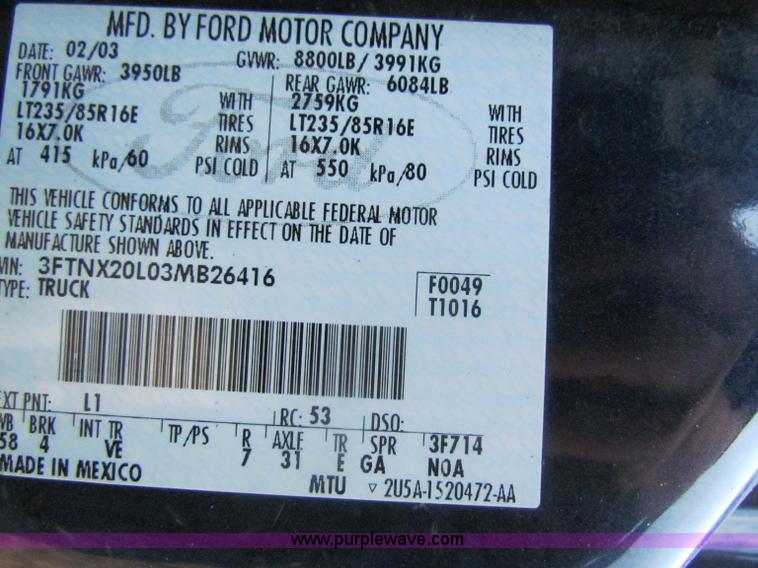 MFD. BY FORD MOTOR COMPANY
DATE: 02/03 GVWR: 8800LB/ 3991KG
FRONT GAWR: 3950LB REAR GAWR: 6084LB
1791KG WITH 2759KG WITH
LT235/85R16E TIRES LT235/85R16E TIRES
16X7.0K RIMS 16X7.0K RIMS
AT 415 kPa/60 PSI COLD AT 550 kPa/80 PSI COLD
Ford
THIS VEHICLE CONFORMS TO ALL APPLICABLE FEDERAL MOTOR
VEHICLE SAFETY STANDARDS IN EFFECT ON THE DATE OF
MANUFACTURE SHOWN ABOVE.
VIN: 3FTNX20L03MB26416 F0049
TYPE: TRUCK T1016
EXT PNT: L1 RC: 53 DSO:
WB BRK INT TR TP/PS R AXLE TR SPR 3F714
58 4 VE 7 31 E GA NOA
MADE IN MEXICO MTU ▽ 2U5A-1520472-AA
www.purplewave.com